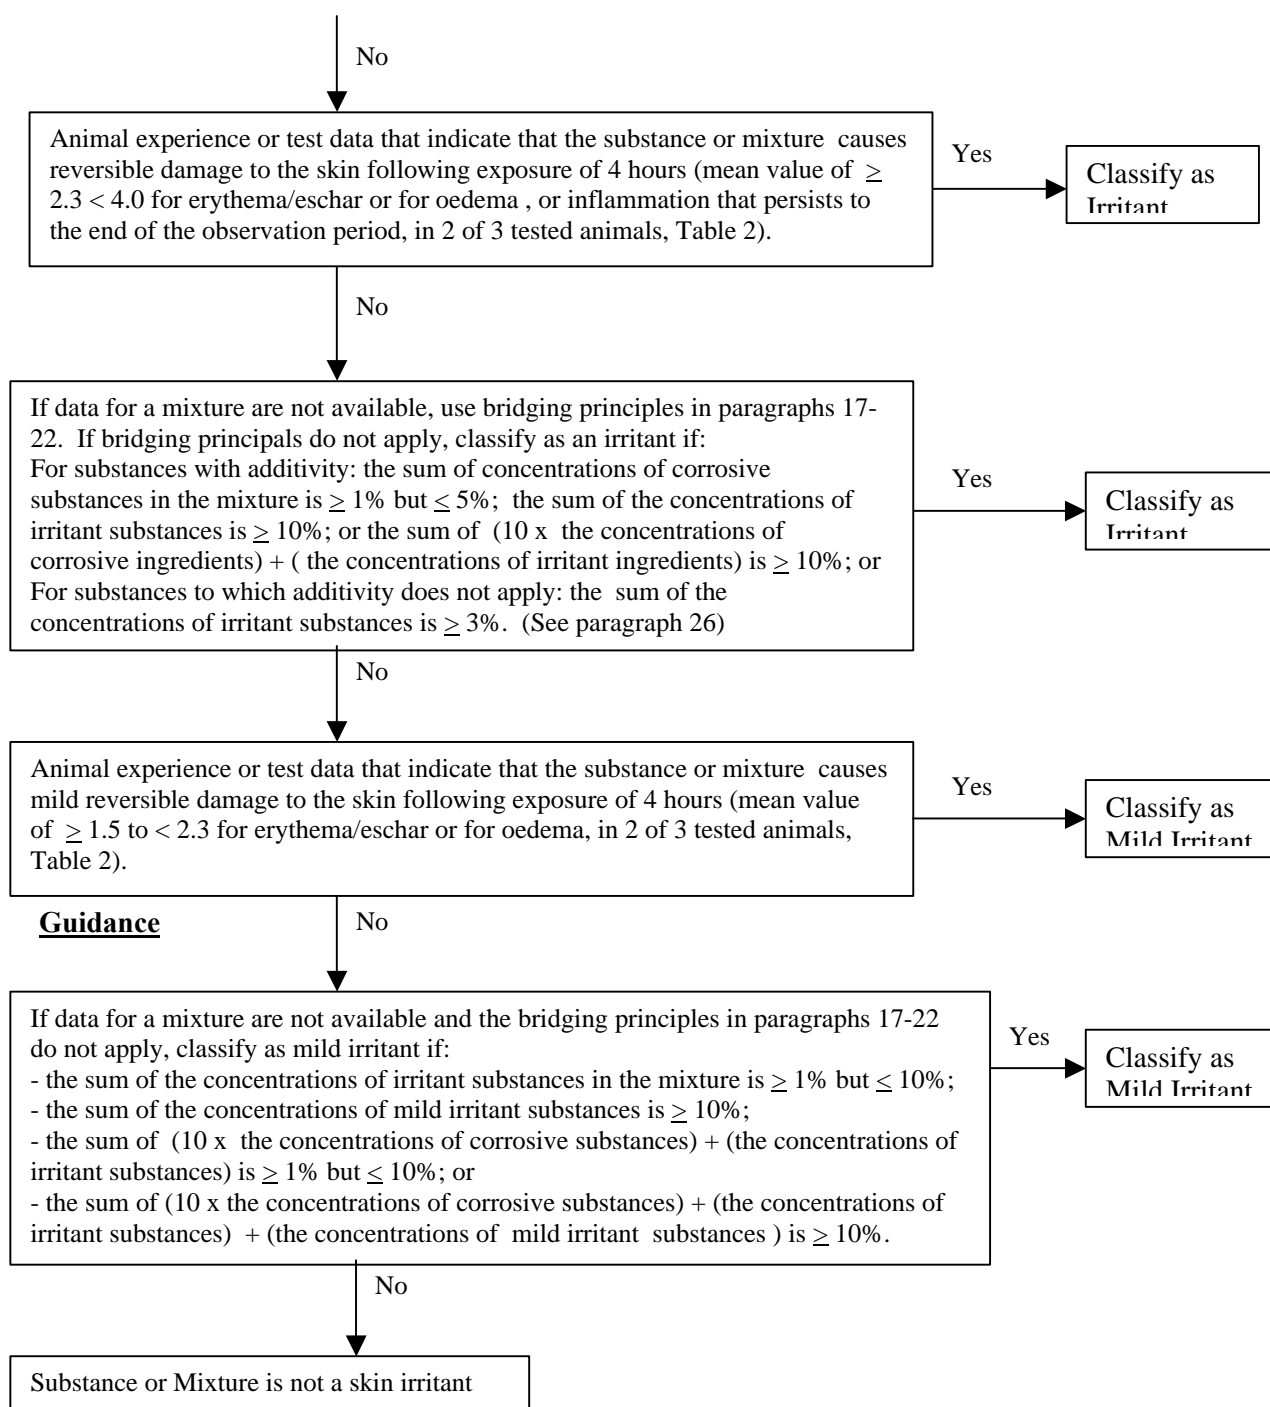 No
Animal experience or test data that indicate that the substance or mixture causes
reversible damage to the skin following exposure of 4 hours (mean value of ≥
2.3 < 4.0 for erythema/eschar or for oedema , or inflammation that persists to
the end of the observation period, in 2 of 3 tested animals, Table 2).
Yes
Classify as
Irritant
No
If data for a mixture are not available, use bridging principles in paragraphs 17-
22. If bridging principals do not apply, classify as an irritant if:
For substances with additivity: the sum of concentrations of corrosive
substances in the mixture is ≥ 1% but ≤ 5%; the sum of the concentrations of
irritant substances is ≥ 10%; or the sum of (10 x the concentrations of
corrosive ingredients) + ( the concentrations of irritant ingredients) is ≥ 10%; or
For substances to which additivity does not apply: the sum of the
concentrations of irritant substances is ≥ 3%. (See paragraph 26)
Yes
Classify as
Irritant
No
Animal experience or test data that indicate that the substance or mixture causes
mild reversible damage to the skin following exposure of 4 hours (mean value
of ≥ 1.5 to < 2.3 for erythema/eschar or for oedema, in 2 of 3 tested animals,
Table 2).
Yes
Classify as
Mild Irritant
Guidance
No
If data for a mixture are not available and the bridging principles in paragraphs 17-22
do not apply, classify as mild irritant if:
- the sum of the concentrations of irritant substances in the mixture is ≥ 1% but ≤ 10%;
- the sum of the concentrations of mild irritant substances is ≥ 10%;
- the sum of (10 x the concentrations of corrosive substances) + (the concentrations of
irritant substances) is ≥ 1% but ≤ 10%; or
- the sum of (10 x the concentrations of corrosive substances) + (the concentrations of
irritant substances) + (the concentrations of mild irritant substances ) is ≥ 10%.
Yes
Classify as
Mild Irritant
No
Substance or Mixture is not a skin irritant